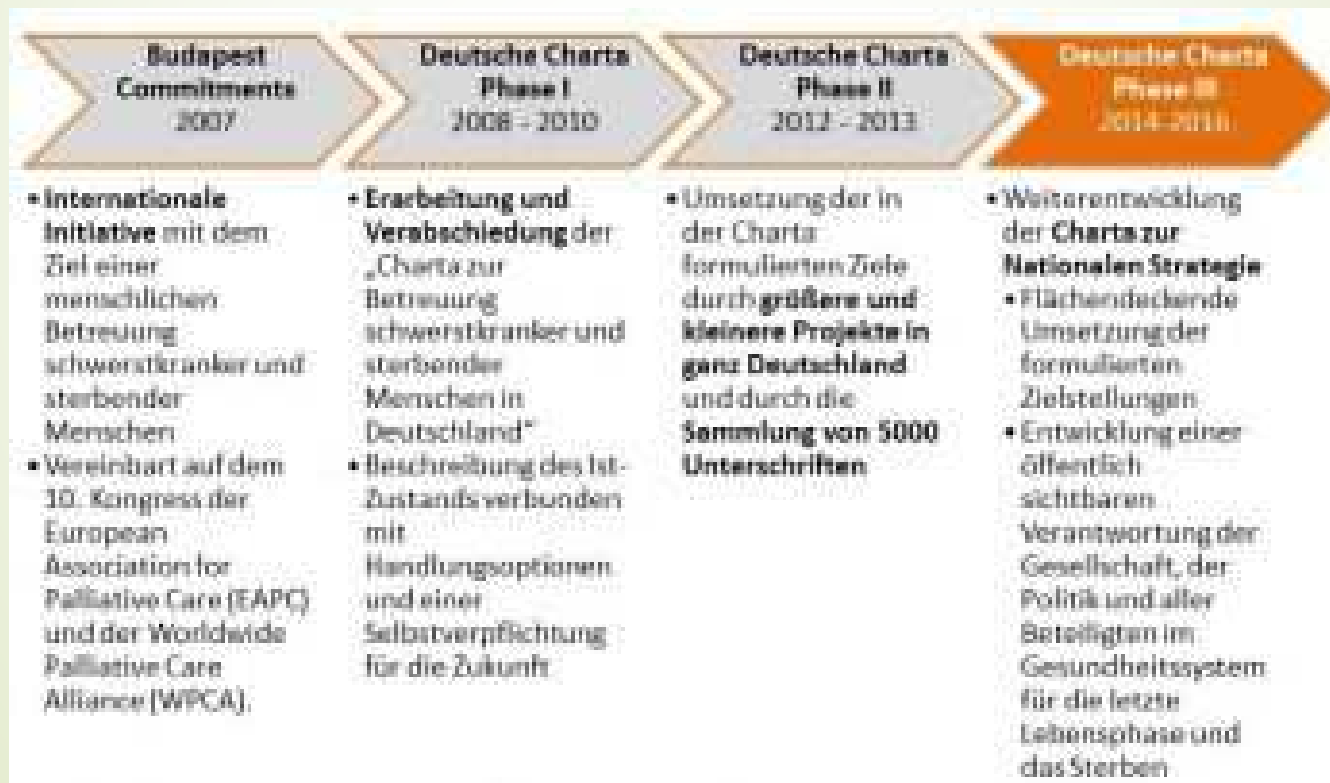 Budapest
Commitments
2007
Deutsche Charta
Phase I
2008 - 2010
Deutsche Charta
Phase II
2012 - 2013
Deutsche Charta
Phase III
2014-2016
• Internationale
Initiative mit dem
Ziel einer
menschlichen
Betreuung
schwerstkranker und
sterbender
Menschen
• Vereinbart auf dem
10. Kongress der
European
Association for
Palliative Care (EAPC)
und der Worldwide
Palliative Care
Alliance (WPCA).
• Erarbeitung und
Verabschiedung der
„Charta zur
Betreuung
schwerstkranker und
sterbender
Menschen in
Deutschland“
• Beschreibung des Ist-
Zustands verbunden
mit
Handlungsoptionen
und einer
Selbstverpflichtung
für die Zukunft
• Umsetzung der in
der Charta
formulierten Ziele
durch größere und
kleinere Projekte in
ganz Deutschland
und durch die
Sammlung von 5000
Unterschriften
• Weiterentwicklung
der Charta zur
Nationalen Strategie
• Flächendeckende
Umsetzung der
formulierten
Zielstellungen
• Entwicklung einer
öffentlich
sichtbaren
Verantwortung der
Gesellschaft, der
Politik und aller
Beteiligten im
Gesundheitssystem
für die letzte
Lebensphase und
das Sterben